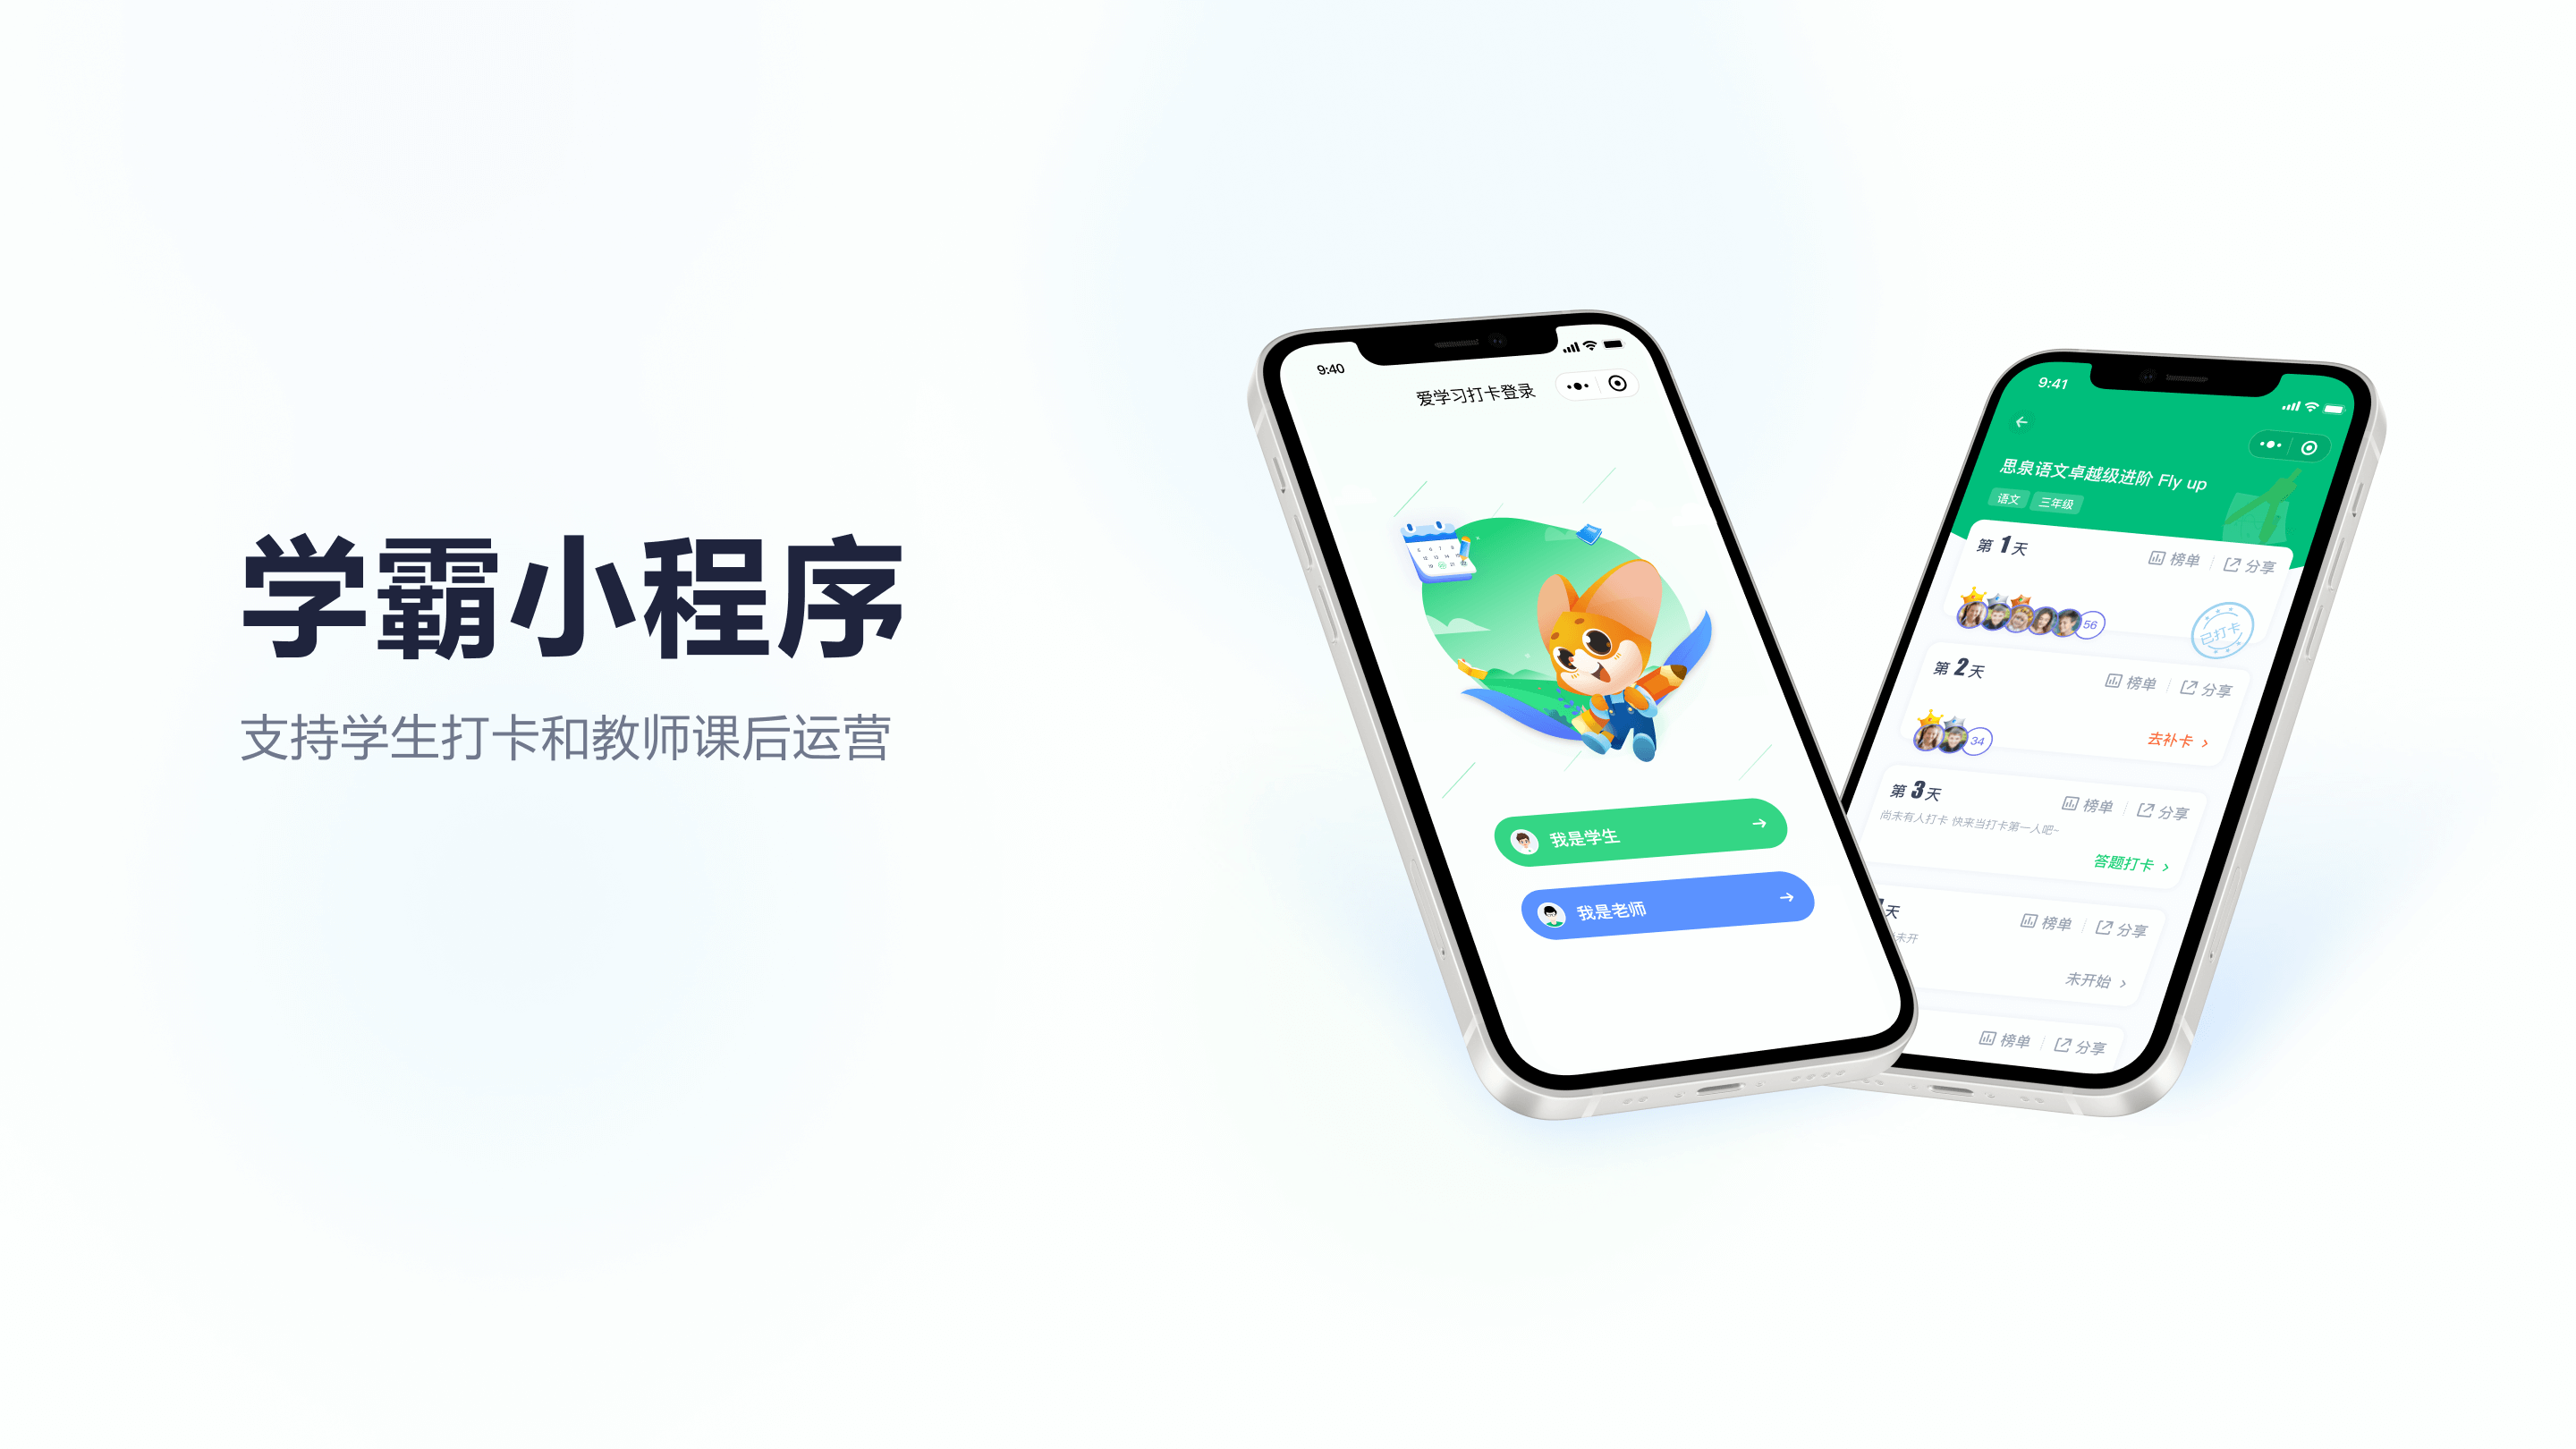 学霸小程序
支持学生打卡和教师课后运营
9:40
爱学习打卡登录
我是学生
我是老师
9:41
思泉语文卓越级进阶 Fly up
语文 三年级
第 1 天 榜单 分享
56
已打卡
第 2 天 榜单 分享
34
去补卡
第 3 天 榜单 分享
尚未有人打卡 快来当打卡第一人吧~
答题打卡
天 榜单 分享
未开
未开始
榜单 分享